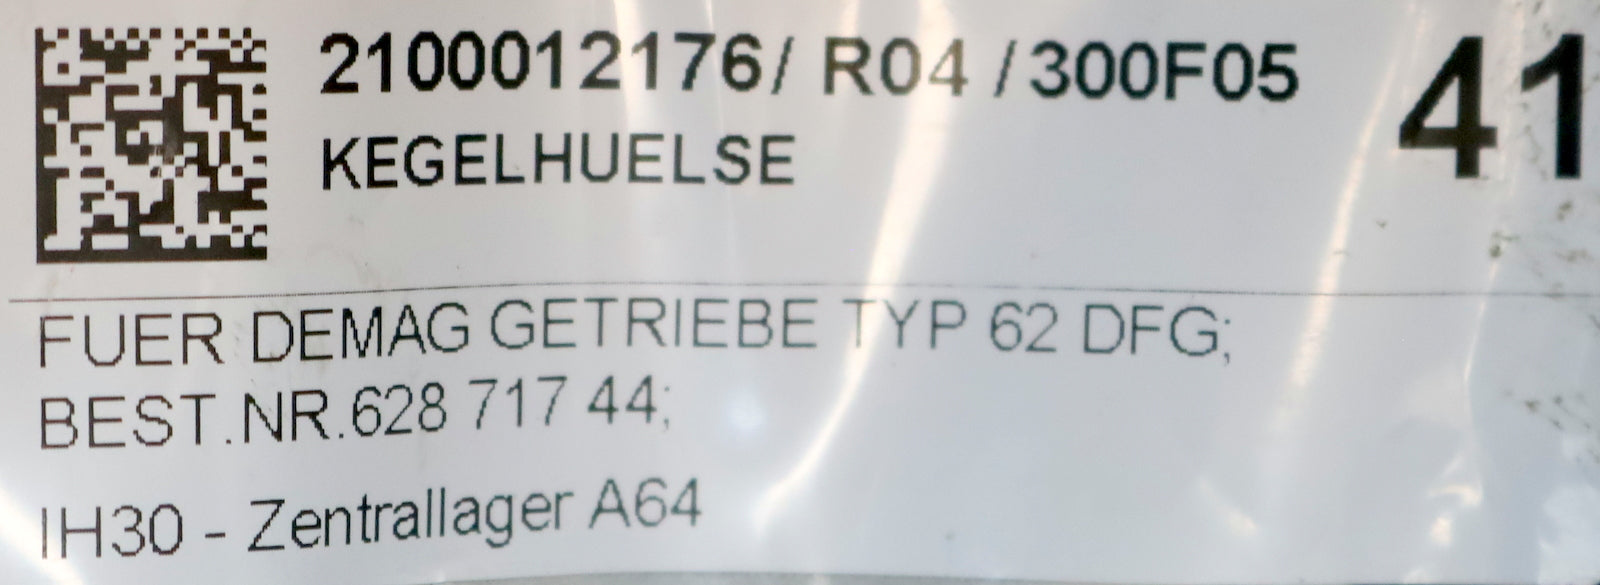 2100012176/ R04 /300F05 41
KEGELHUELSE
FUER DEMAG GETRIEBE TYP 62 DFG;
BEST.NR.628 717 44;
IH30 - Zentrallager A64